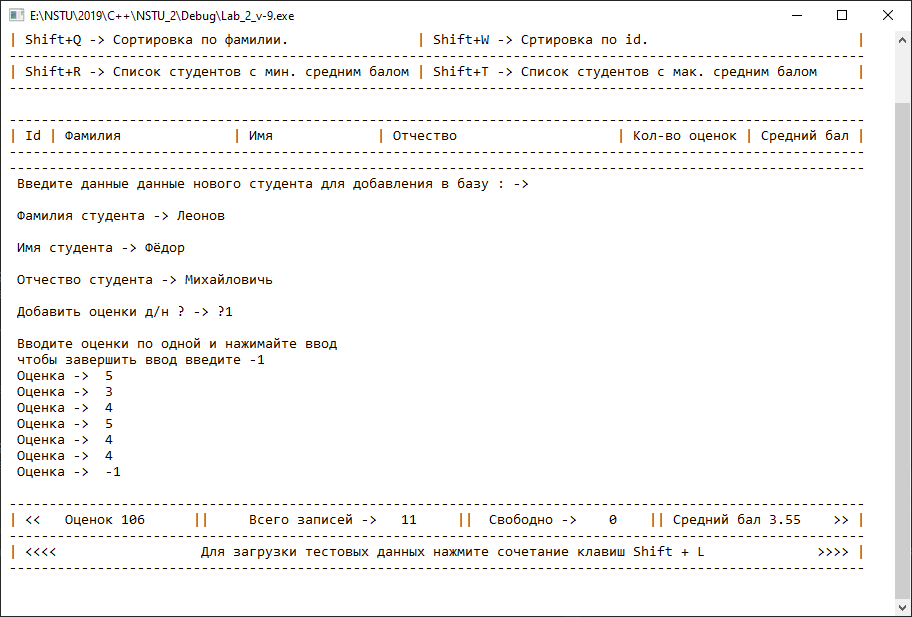 E:\NSTU\2019\C++\NSTU_2\Debug\Lab_2_v-9.exe
| Shift+Q -> Сортировка по фамилии. | Shift+W -> Сртировка по id. |
| Shift+R -> Список студентов с мин. средним балом | Shift+T -> Список студентов с мак. средним балом |
| Id | Фамилия | Имя | Отчество | Кол-во оценок | Средний бал |
Введите данные данные нового студента для добавления в базу : ->
Фамилия студента -> Леонов
Имя студента -> Фёдор
Отчество студента -> Михайловичь
Добавить оценки д/н ? -> ?1
Вводите оценки по одной и нажимайте ввод
чтобы завершить ввод введите -1
Оценка -> 5
Оценка -> 3
Оценка -> 4
Оценка -> 5
Оценка -> 4
Оценка -> 4
Оценка -> -1
| << Оценок 106 || Всего записей -> 11 || Свободно -> 0 || Средний бал 3.55 >> |
| <<<< Для загрузки тестовых данных нажмите сочетание клавиш Shift + L >>>> |